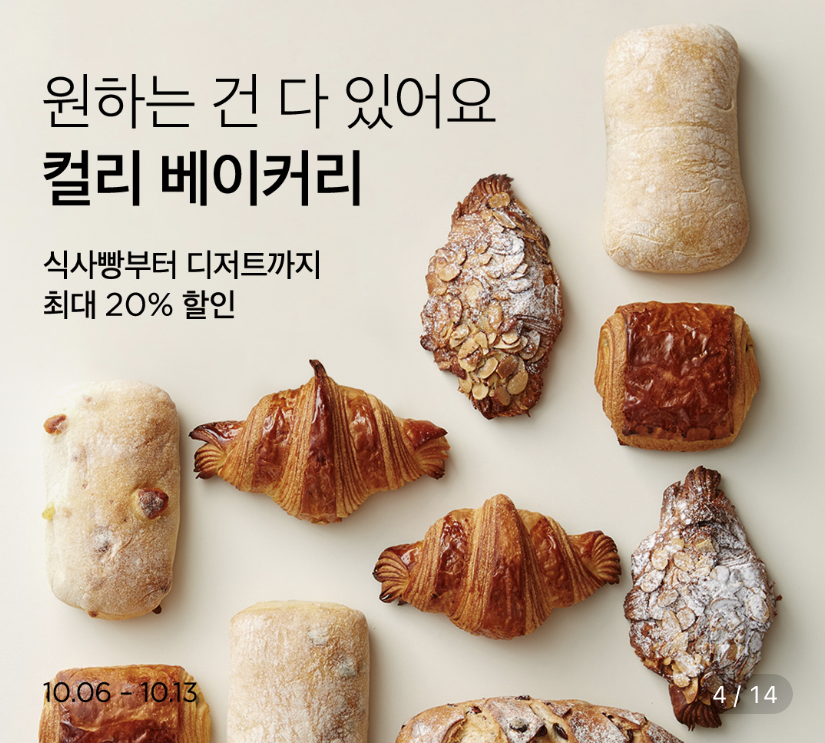 원하는 건 다 있어요
컬리 베이커리
식사빵부터 디저트까지
최대 20% 할인
10.06 - 10.13
4 / 14